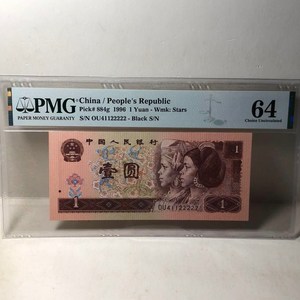 PMG
PAPER MONEY GUARANTY
China / People's Republic
Pick# 884g 1996 1 Yuan - Wmk: Stars
S/N OU41122222 - Black S/N
64
Choice Uncirculated
中国人民银行
壹圆
1
1
OU41122222